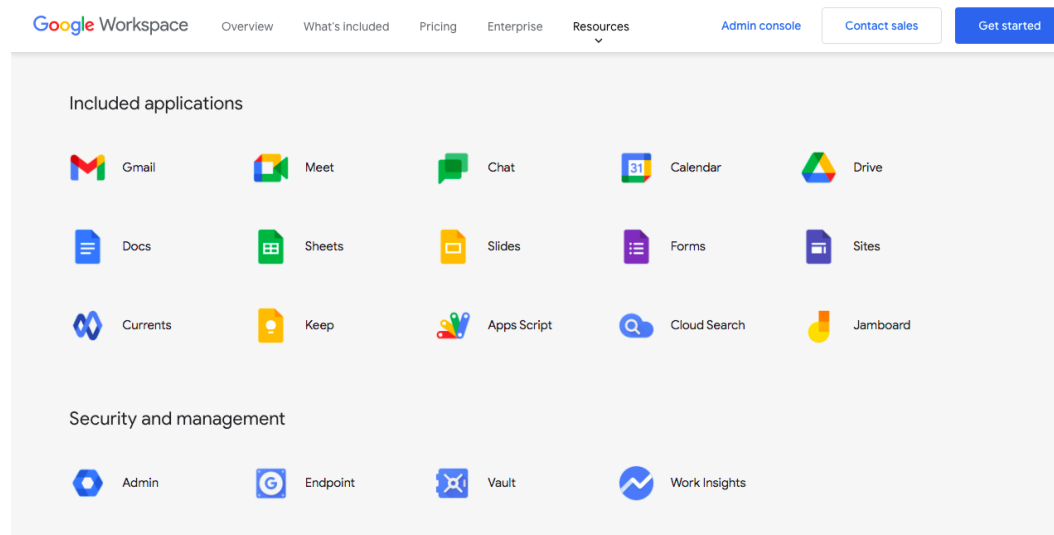 Google Workspace Overview What's included Pricing Enterprise Resources Admin console Contact sales Get started
Included applications
Gmail Meet Chat 31 Calendar Drive
Docs Sheets Slides Forms Sites
Currents Keep Apps Script Cloud Search Jamboard
Security and management
Admin G Endpoint Vault Work Insights